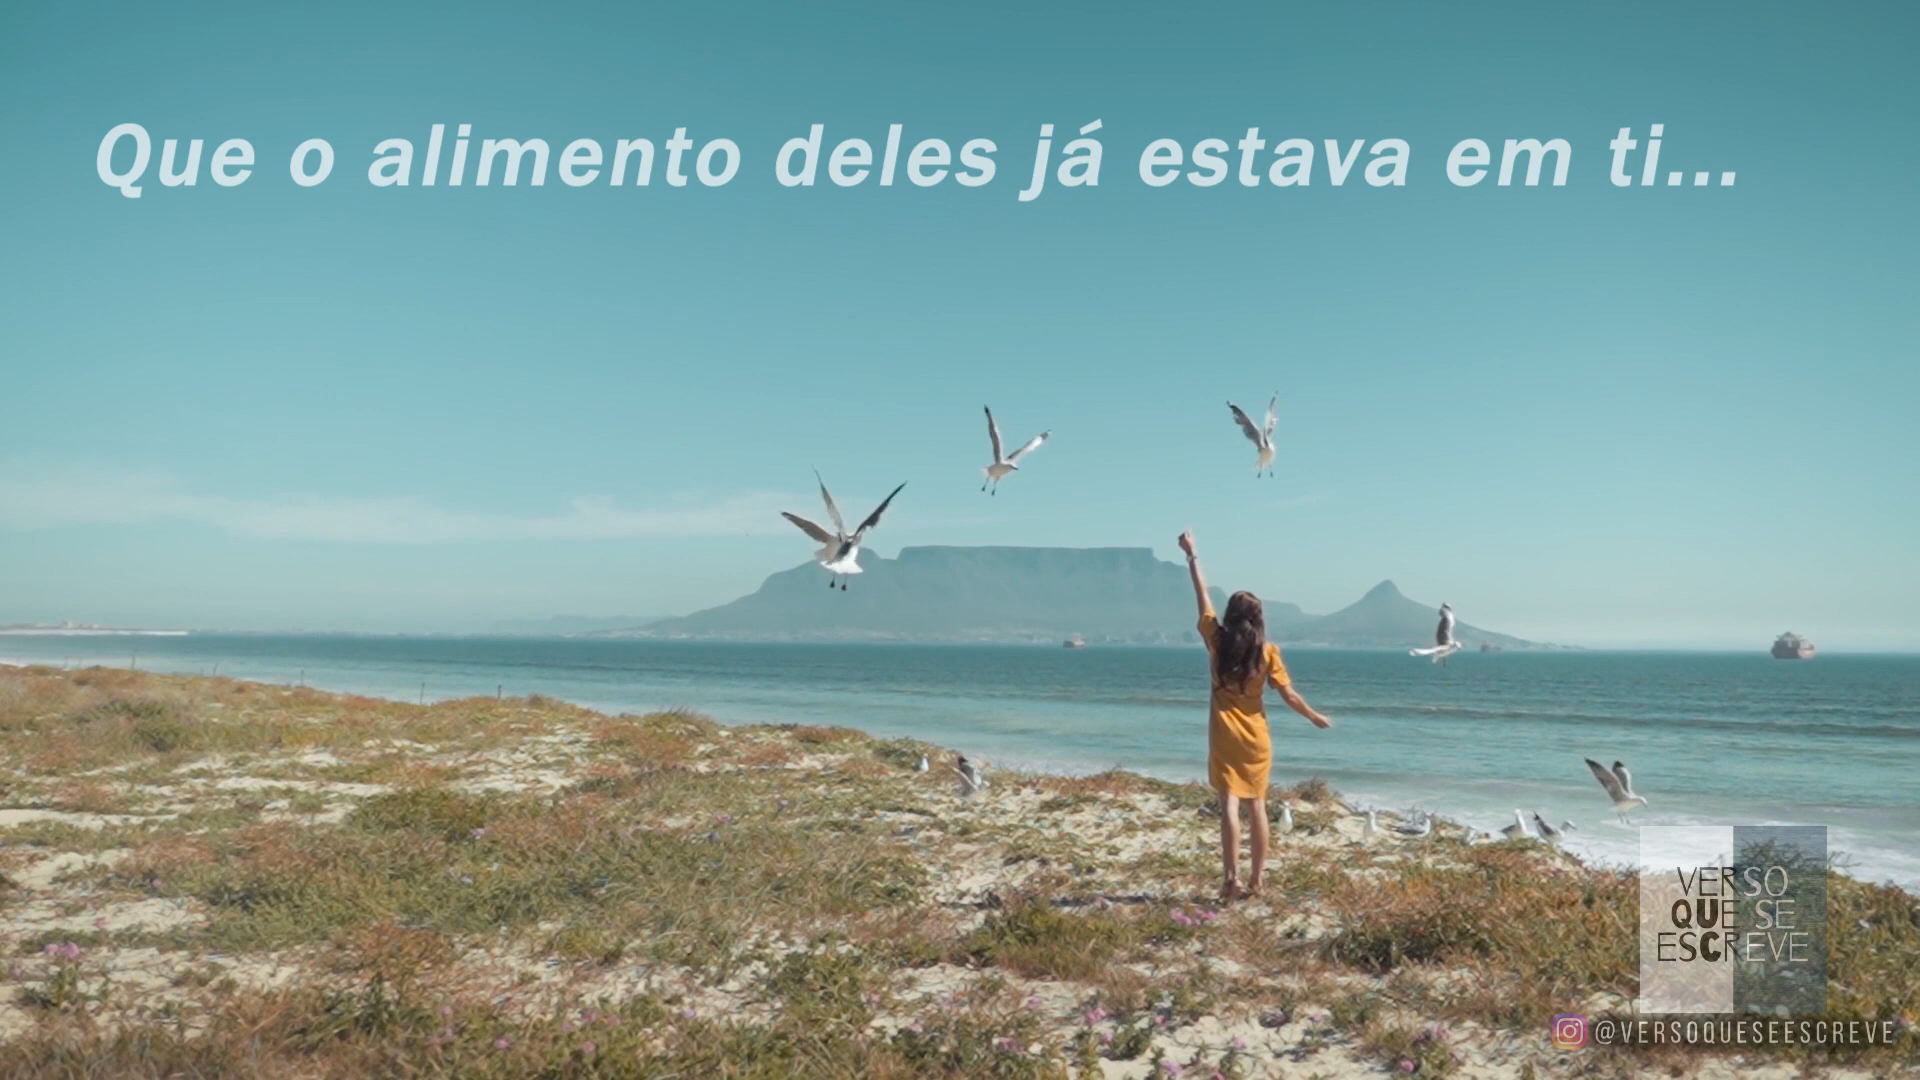 Que o alimento deles já estava em ti...
VERSO
QUE SE
ESCREVE
@VERSOQUESEESCREVE